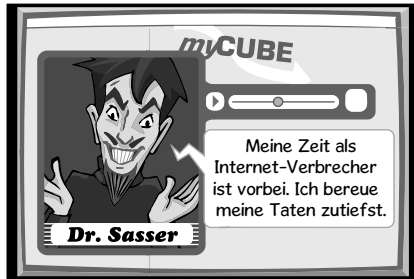 myCUBE
Meine Zeit als
Internet-Verbrecher
ist vorbei. Ich bereue
meine Taten zutiefst.
Dr. Sasser